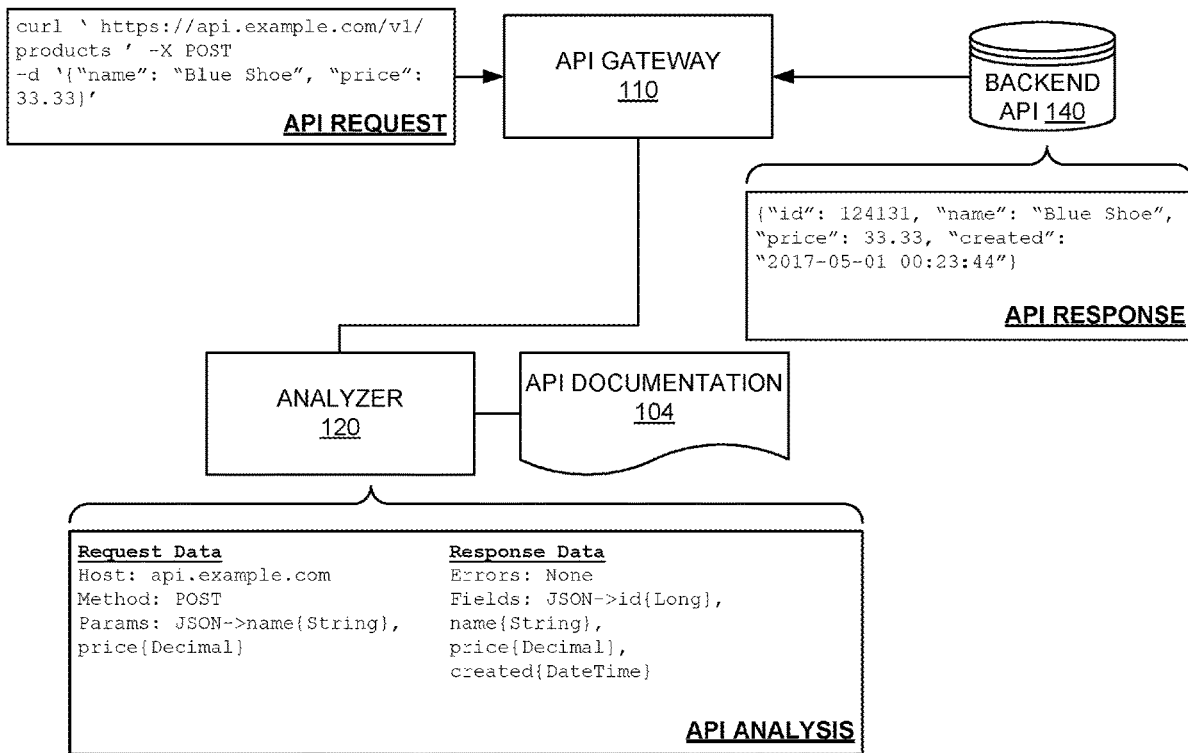 curl ‘ https://api.example.com/v1/
products ’ -X POST
-d ‘{“name”: “Blue Shoe”, “price”:
33.33}’
API REQUEST
API GATEWAY
110
BACKEND
API 140
{“id”: 124131, “name”: “Blue Shoe”,
“price”: 33.33, “created”:
“2017-05-01 00:23:44”}
API RESPONSE
ANALYZER
120
API DOCUMENTATION
104
Request Data
Host: api.example.com
Method: POST
Params: JSON->name{String},
price{Decimal}
Response Data
Errors: None
Fields: JSON->id{Long},
name{String},
price{Decimal},
created{DateTime}
API ANALYSIS